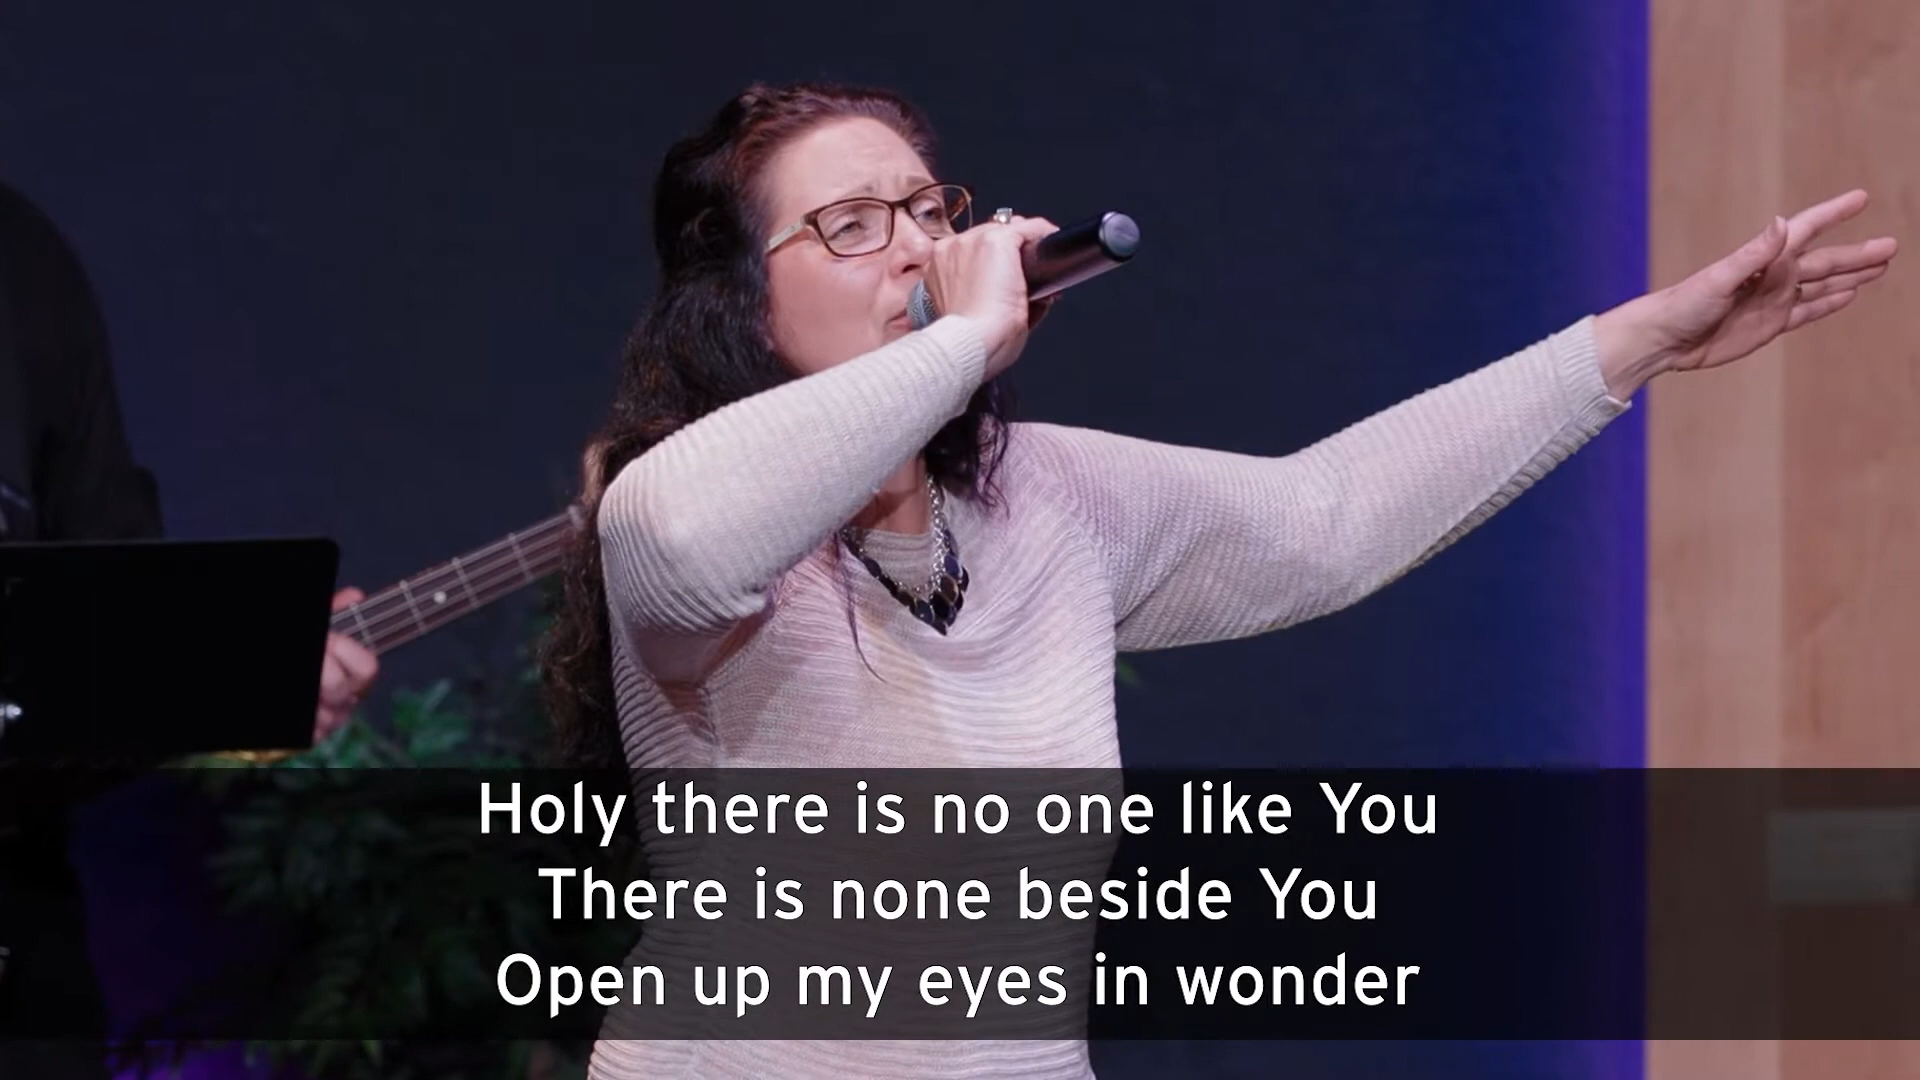 Holy there is no one like You
There is none beside You
Open up my eyes in wonder